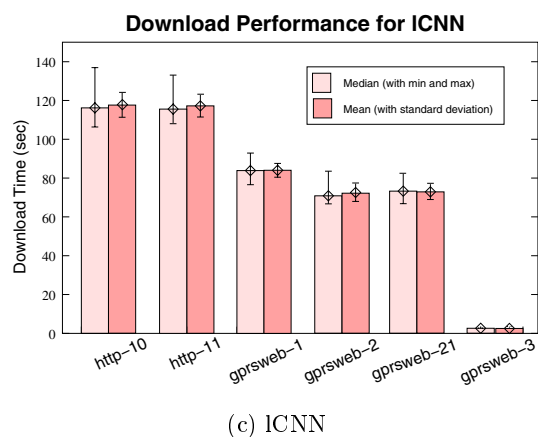 Download Performance for lCNN
140
120
100
80
60
40
20
0
Download Time (sec)
Median (with min and max)
Mean (with standard deviation)
http-10
http-11
gprsweb-1
gprsweb-2
gprsweb-21
gprsweb-3
(c) lCNN